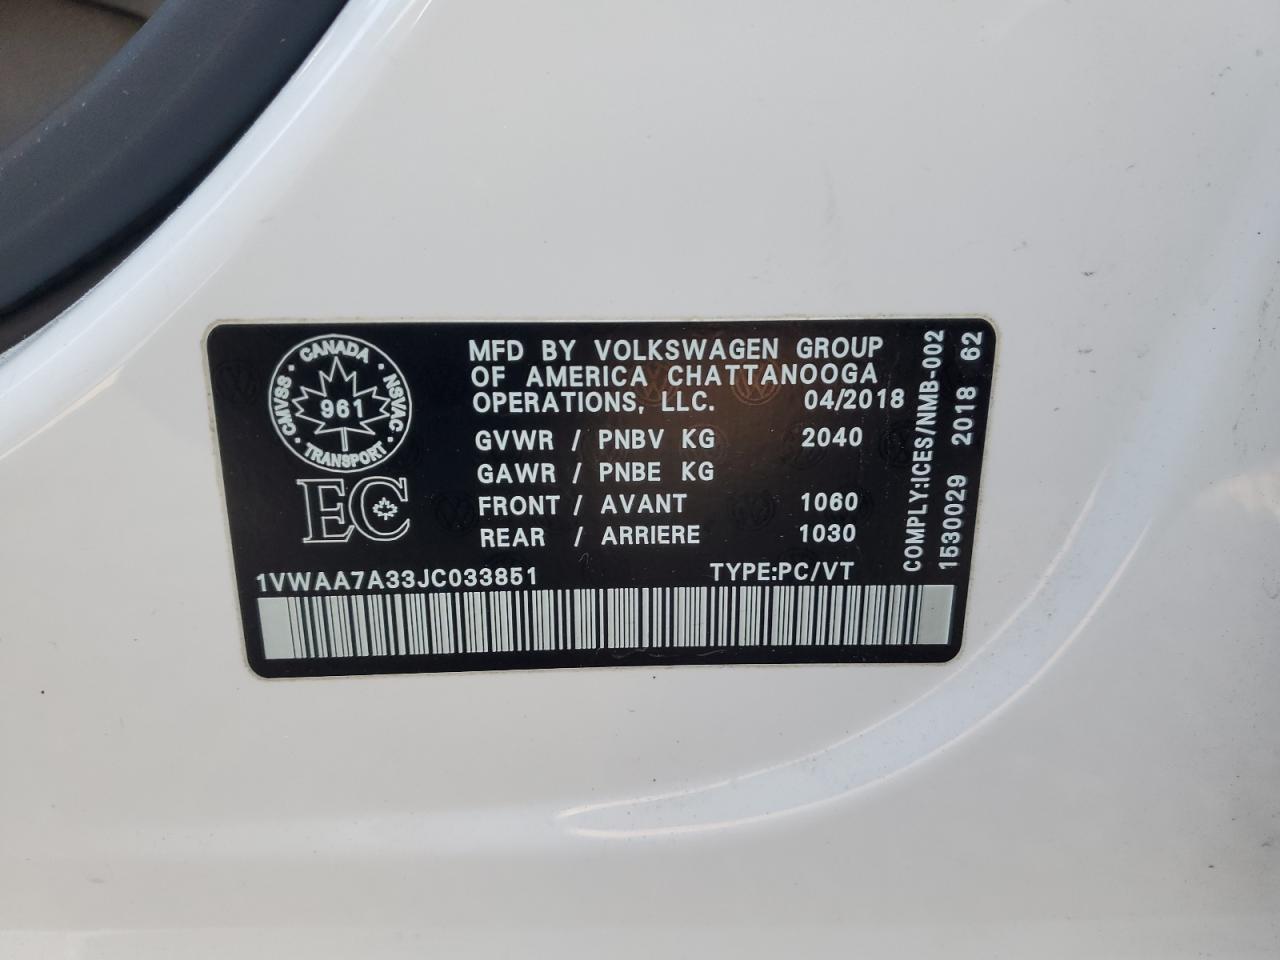 CANADA
CMVSS
NSVAC
961
TRANSPORT
EC
MFD BY VOLKSWAGEN GROUP
OF AMERICA CHATTANOOGA
OPERATIONS, LLC. 04/2018
GVWR / PNBV KG 2040
GAWR / PNBE KG
FRONT / AVANT 1060
REAR / ARRIERE 1030
1VWAA7A33JC033851 TYPE:PC/VT
COMPLY:ICES/NMB-002
1530029 2018 62